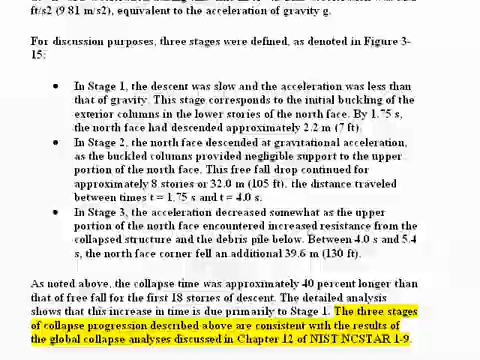 ft/s2 (9.81 m/s2), equivalent to the acceleration of gravity g.
For discussion purposes, three stages were defined, as denoted in Figure 3-
15:
• In Stage 1, the descent was slow and the acceleration was less than
that of gravity. This stage corresponds to the initial buckling of the
exterior columns in the lower stories of the north face. By 1.75 s,
the north face had descended approximately 2.2 m (7 ft).
• In Stage 2, the north face descended at gravitational acceleration,
as the buckled columns provided negligible support to the upper
portion of the north face. This free fall drop continued for
approximately 8 stories or 32.0 m (105 ft), the distance traveled
between times t = 1.75 s and t = 4.0 s.
• In Stage 3, the acceleration decreased somewhat as the upper
portion of the north face encountered increased resistance from the
collapsed structure and the debris pile below. Between 4.0 s and 5.4
s, the north face corner fell an additional 39.6 m (130 ft).
As noted above, the collapse time was approximately 40 percent longer than
that of free fall for the first 18 stories of descent. The detailed analysis
shows that this increase in time is due primarily to Stage 1. The three stages
of collapse progression described above are consistent with the results of
the global collapse analyses discussed in Chapter 12 of NIST NCSTAR 1-9.